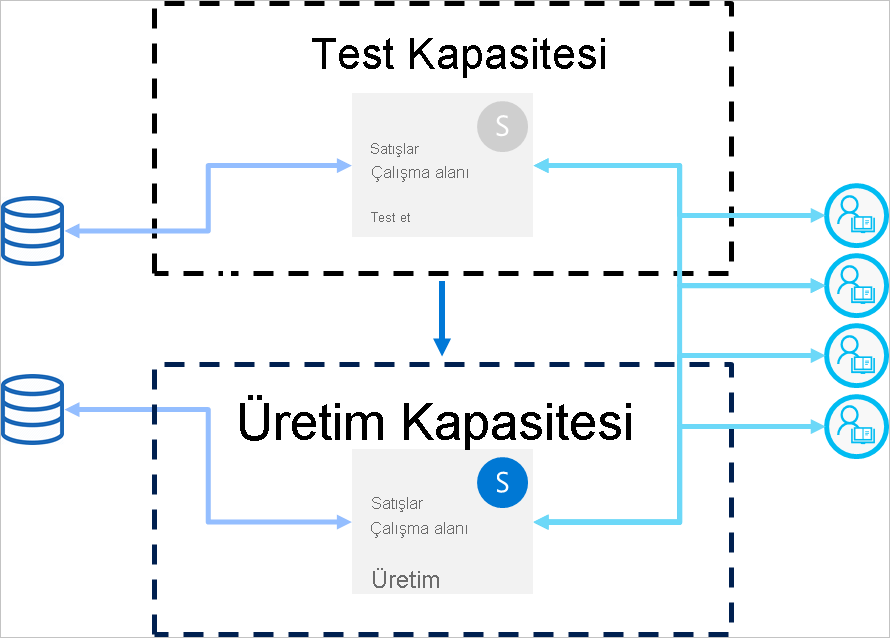 Test Kapasitesi
S
Satışlar
Çalışma alanı
Test et
Üretim Kapasitesi
S
Satışlar
Çalışma alanı
Üretim